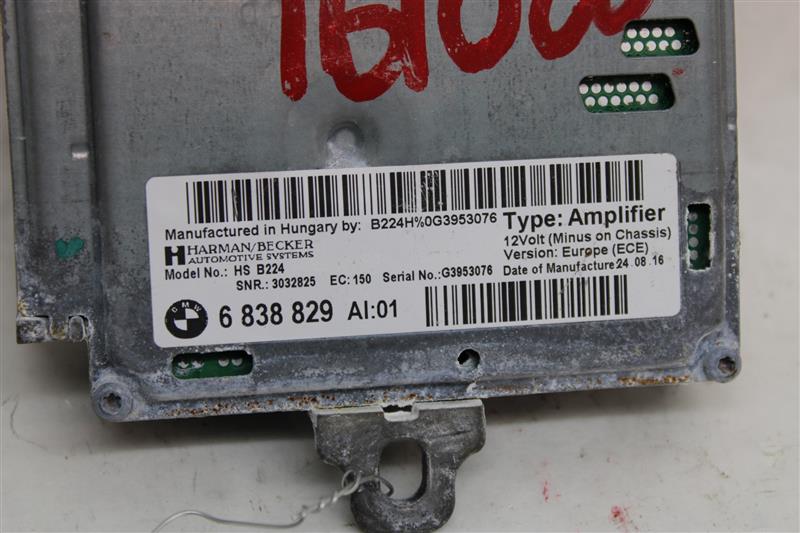 B224H%0G3953076
Manufactured in Hungary by:
HARMAN/BECKER
AUTOMOTIVE SYSTEMS
Model No.: HS B224
SNR.: 3032825 EC: 150 Serial No.:G3953076
Type: Amplifier
12Volt (Minus on Chassis)
Version: Europe (ECE)
Date of Manufacture 24.08.16
BMW
6 838 829 AI:01